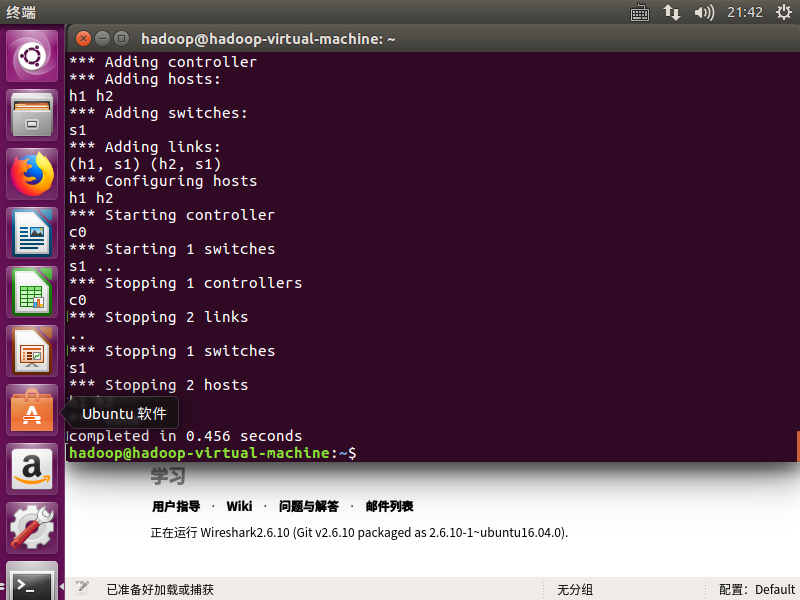 终端
21:42
hadoop@hadoop-virtual-machine: ~
*** Adding controller
*** Adding hosts:
h1 h2
*** Adding switches:
s1
*** Adding links:
(h1, s1) (h2, s1)
*** Configuring hosts
h1 h2
*** Starting controller
c0
*** Starting 1 switches
s1 ...
*** Stopping 1 controllers
c0
*** Stopping 2 links
..
*** Stopping 1 switches
s1
*** Stopping 2 hosts
Ubuntu 软件
completed in 0.456 seconds
hadoop@hadoop-virtual-machine:~$
学习
用户指导 · Wiki · 问题与解答 · 邮件列表
正在运行 Wireshark2.6.10 (Git v2.6.10 packaged as 2.6.10-1~ubuntu16.04.0).
已准备好加载或捕获 无分组 配置: Default